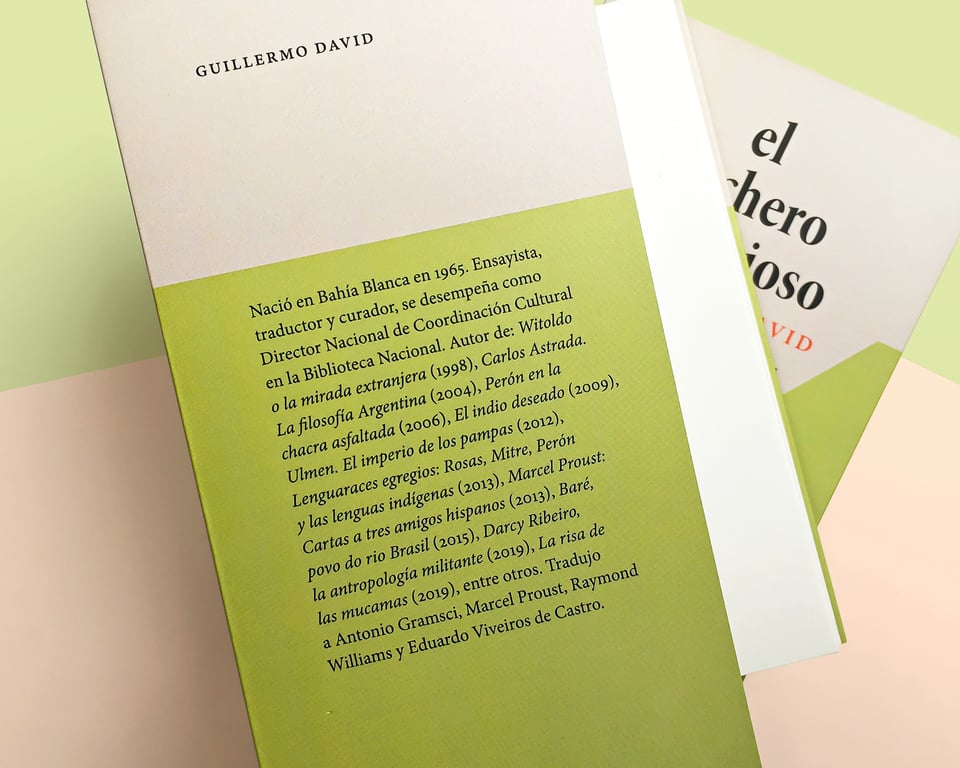 GUILLERMO DAVID
Nació en Bahía Blanca en 1965. Ensayista,
traductor y curador, se desempeña como
Director Nacional de Coordinación Cultural
en la Biblioteca Nacional. Autor de: Witoldo
o la mirada extranjera (1998), Carlos Astrada.
La filosofía Argentina (2004), Perón en la
chacra asfaltada (2006), El indio deseado (2009),
Ulmen. El imperio de los pampas (2012),
Lenguaraces egregios: Rosas, Mitre, Perón
y las lenguas indígenas (2013), Marcel Proust:
Cartas a tres amigos hispanos (2013), Baré,
povo do rio Brasil (2015), Darcy Ribeiro,
la antropología militante (2019), La risa de
las mucamas (2019), entre otros. Tradujo
a Antonio Gramsci, Marcel Proust, Raymond
Williams y Eduardo Viveiros de Castro.
el
chero
ioso
AVID